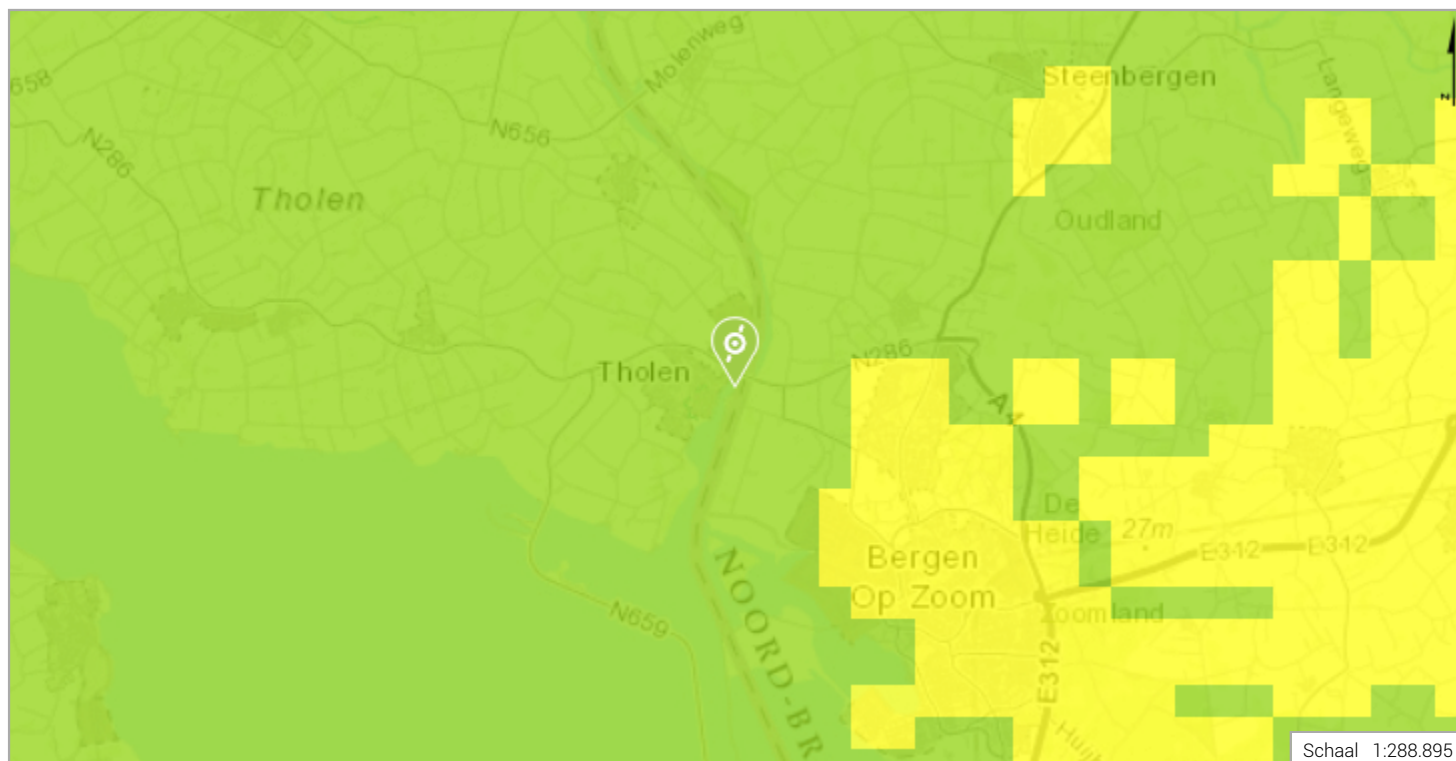 Molenweg
Steenbergen
658
Langeweg
N656
N286
Tholen
Oudland
N286
Tholen
A4
De
Heide
27m
E312
E312
Bergen
Op Zoom
Zoomland
N659
NOORD-BR
E312
Huijb
Schaal 1:288.895